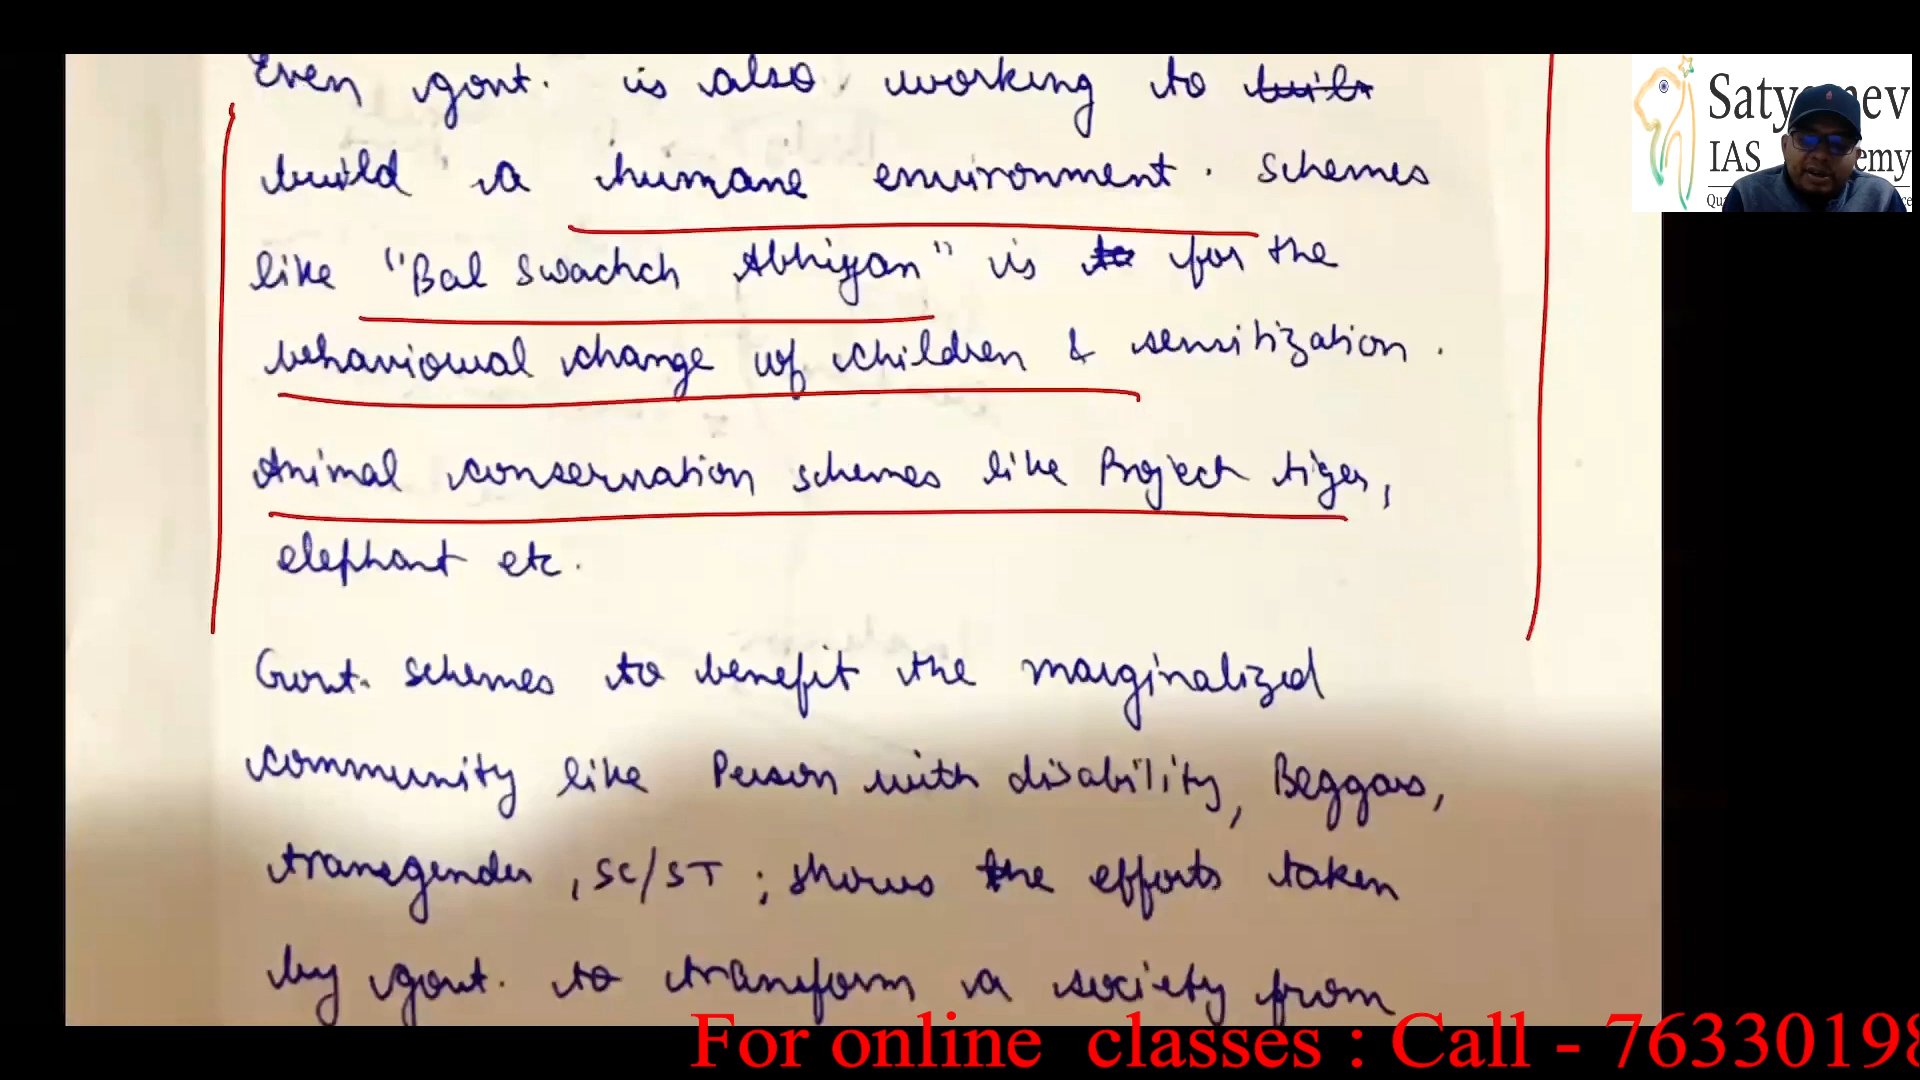 Even govt. is also working to built
build a humane environment. Schemes
like "Bal Swachch Abhiyan" is to for the
behavioural change of children & sensitization.
Animal conservation schemes like Project tiger,
elephant etc.
Govt. schemes to benefit the marginalized
community like Person with disability, Beggars,
transgender, SC/ST; shows the efforts taken
by govt. to transform a society from
IAS
For online classes : Call - 7633019